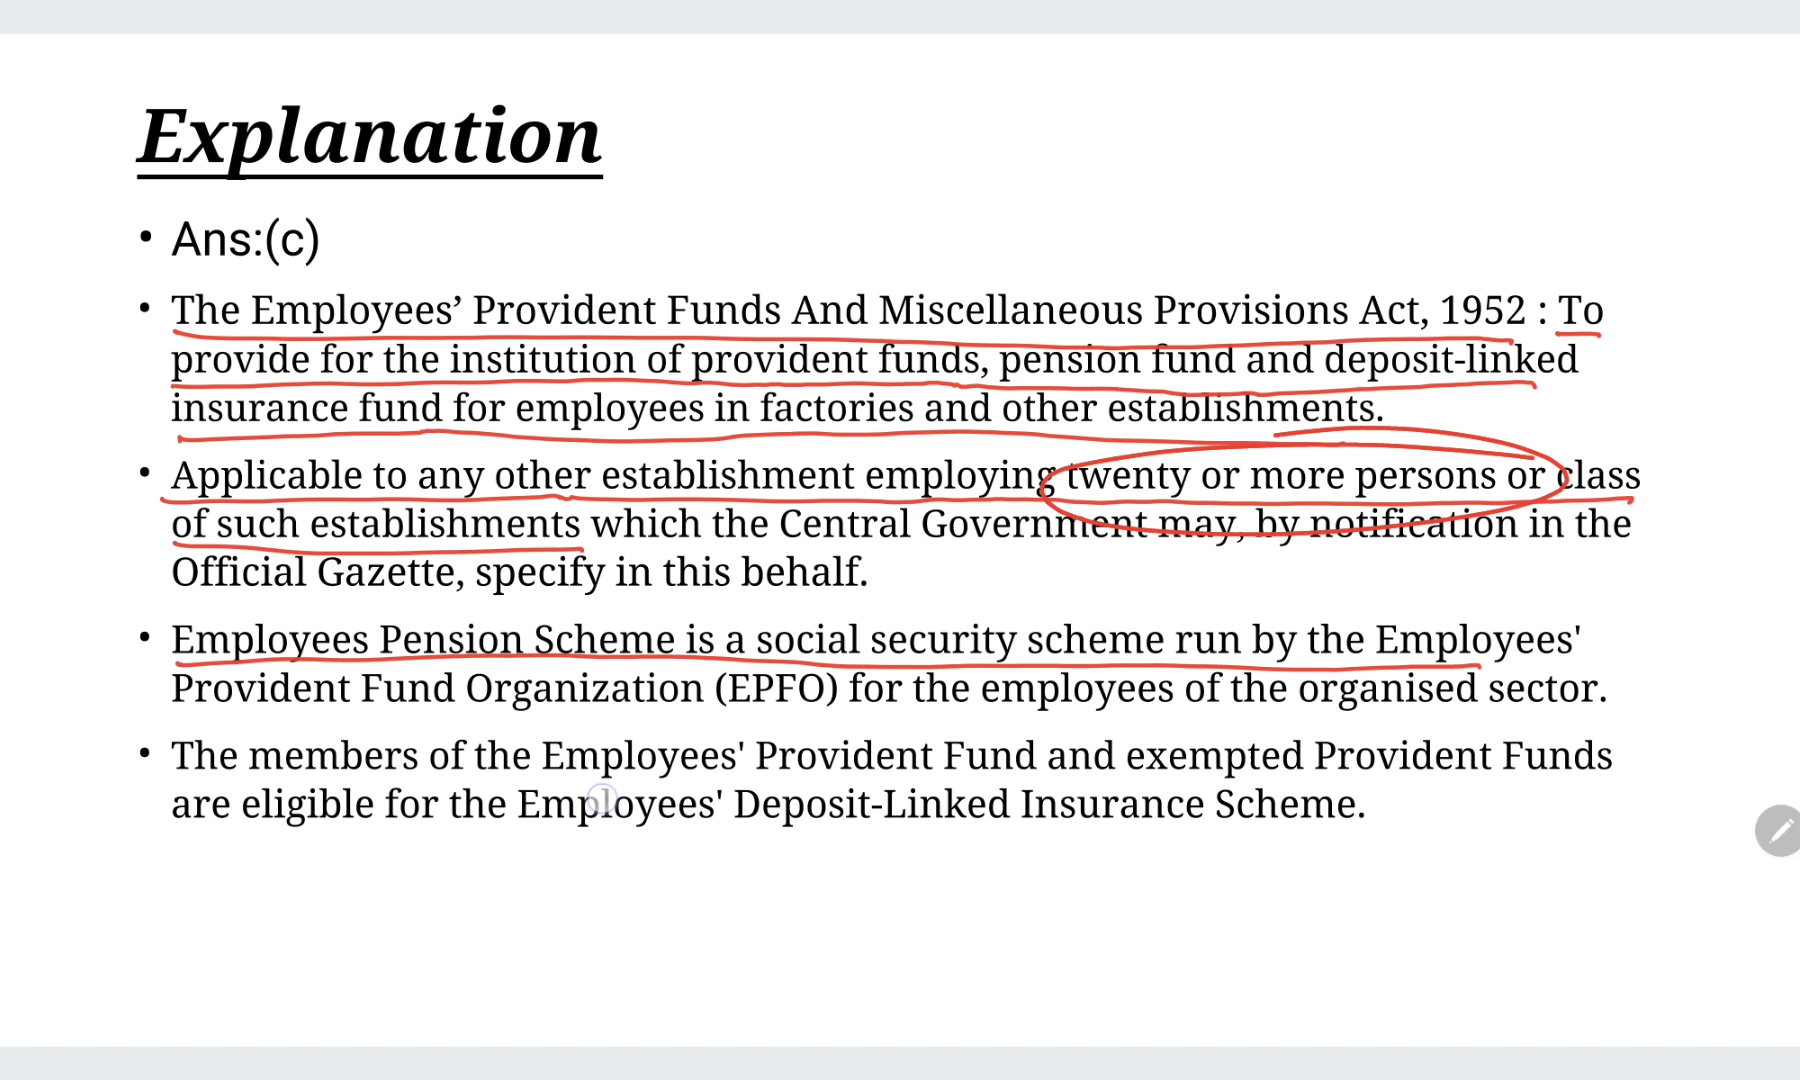 Explanation
• Ans:(c)
• The Employees’ Provident Funds And Miscellaneous Provisions Act, 1952 : To
provide for the institution of provident funds, pension fund and deposit-linked
insurance fund for employees in factories and other establishments.
• Applicable to any other establishment employing twenty or more persons or class
of such establishments which the Central Government may, by notification in the
Official Gazette, specify in this behalf.
• Employees Pension Scheme is a social security scheme run by the Employees'
Provident Fund Organization (EPFO) for the employees of the organised sector.
• The members of the Employees' Provident Fund and exempted Provident Funds
are eligible for the Employees' Deposit-Linked Insurance Scheme.